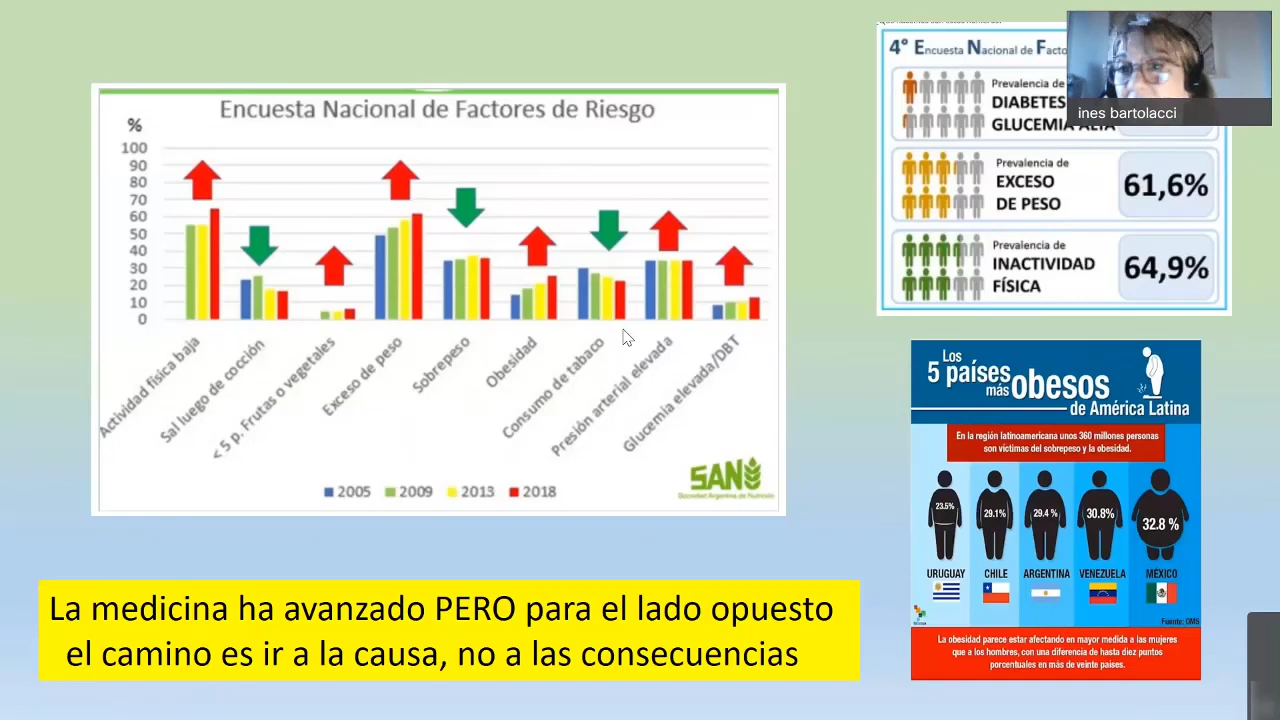 Encuesta Nacional de Factores de Riesgo
%
100
90
80
70
60
50
40
30
20
10
0
Actividad física baja
Sal luego de cocción
< 5 p. Frutas o vegetales
Exceso de peso
Sobrepeso
Obesidad
Consumo de tabaco
Presión arterial elevada
Glucemia elevada/DBT
2005 2009 2013 2018
SAN
Sociedad Argentina de Nutrición
La medicina ha avanzado PERO para el lado opuesto
el camino es ir a la causa, no a las consecuencias
4° Encuesta Nacional de Facto
Prevalencia de
DIABETES
GLUCEMIA ALTA
ines bartolacci
Prevalencia de
EXCESO
DE PESO
61,6%
Prevalencia de
INACTIVIDAD
FÍSICA
64,9%
Los
5 países
más obesos
de América Latina
En la región latinoamericana unos 360 millones personas
son víctimas del sobrepeso y la obesidad.
23.5% 29.1% 29.4 % 30.8% 32.8 %
URUGUAY CHILE ARGENTINA VENEZUELA MÉXICO
Fuente: OMS
La obesidad parece estar afectando en mayor medida a las mujeres
que a los hombres, con una diferencia de hasta diez puntos
porcentuales en más de veinte países.